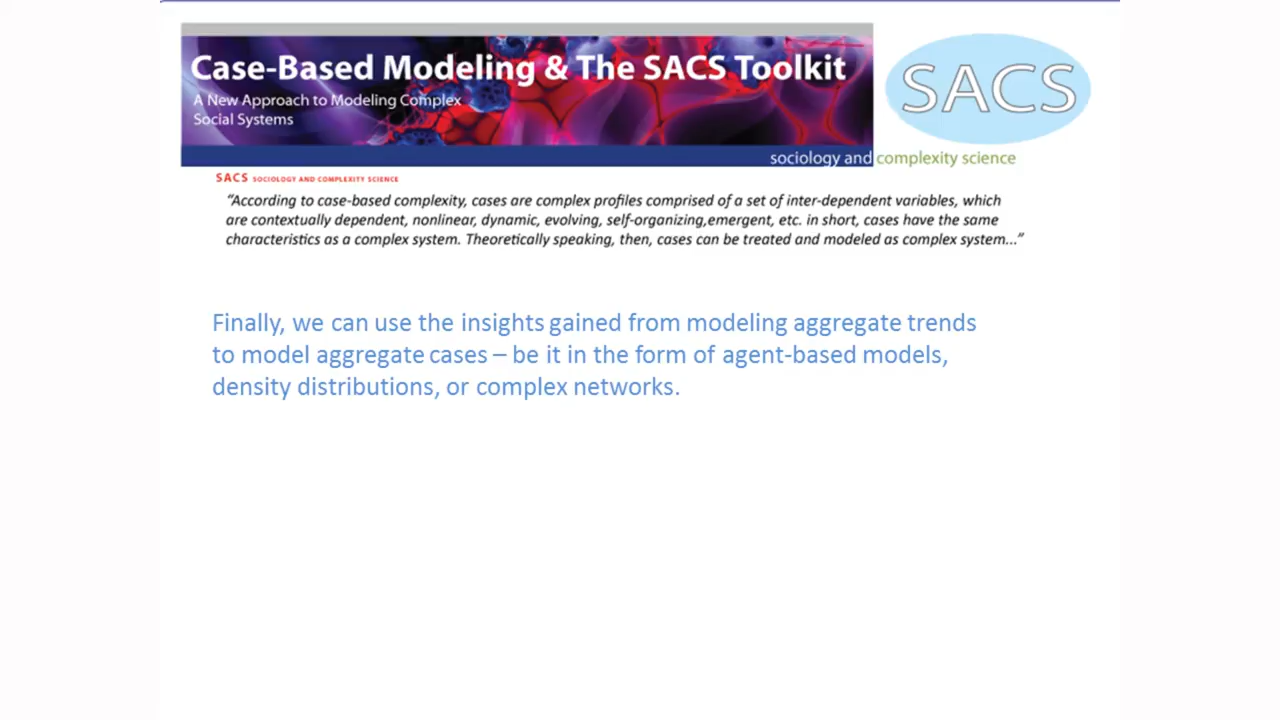 Case-Based Modeling & The SACS Toolkit
A New Approach to Modeling Complex
Social Systems
SACS
sociology and complexity science
SACS SOCIOLOGY AND COMPLEXITY SCIENCE
“According to case-based complexity, cases are complex profiles comprised of a set of inter-dependent variables, which
are contextually dependent, nonlinear, dynamic, evolving, self-organizing,emergent, etc. in short, cases have the same
characteristics as a complex system. Theoretically speaking, then, cases can be treated and modeled as complex system...”
Finally, we can use the insights gained from modeling aggregate trends
to model aggregate cases – be it in the form of agent-based models,
density distributions, or complex networks.